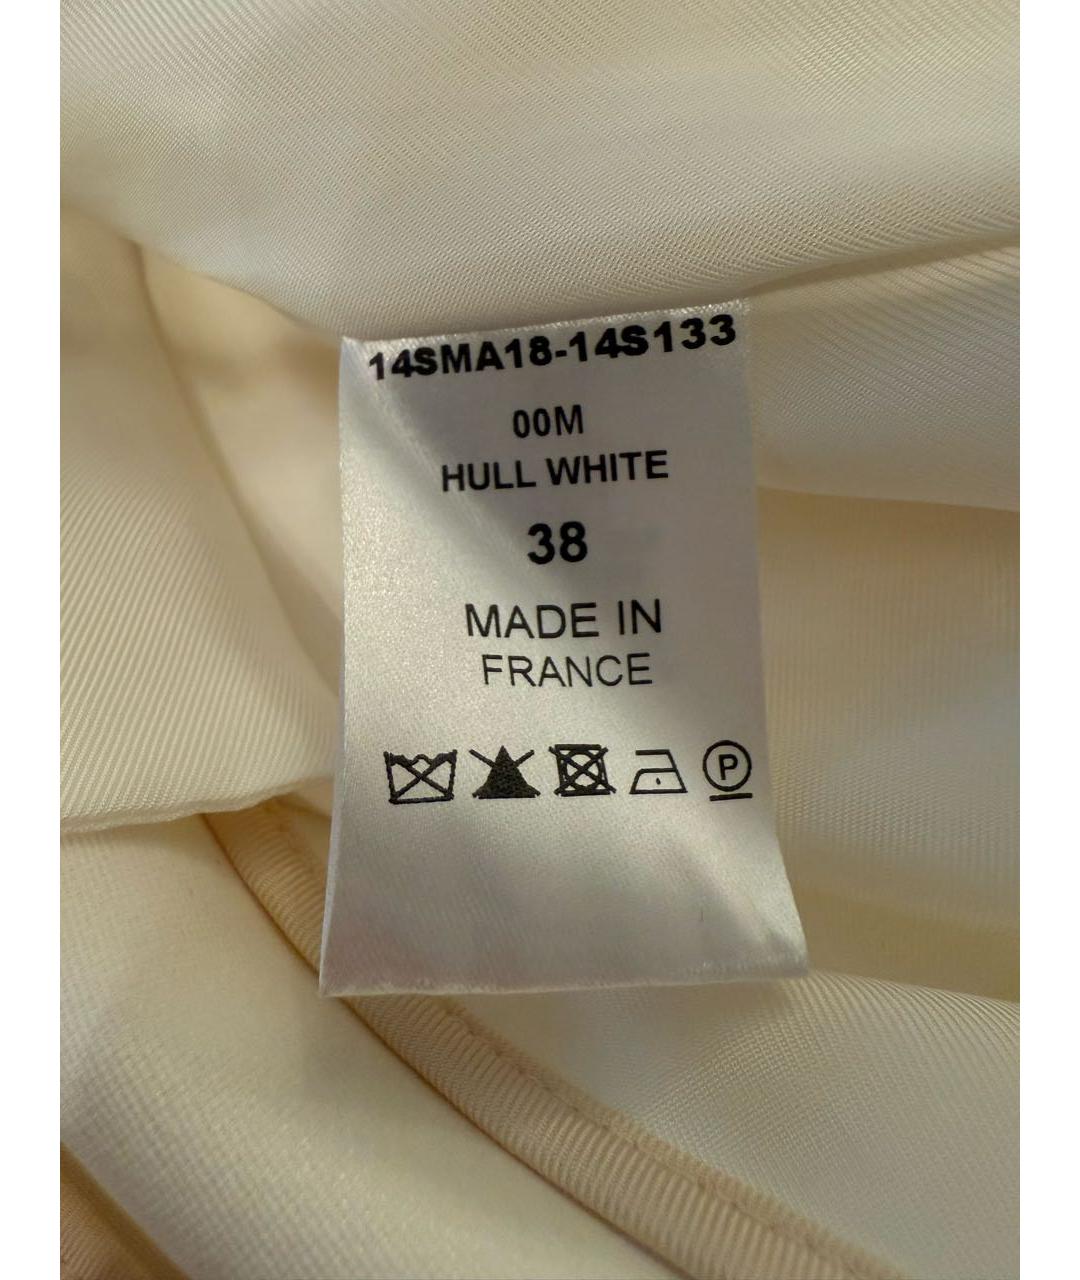 14SMA18-14S133
00M
HULL WHITE
38
MADE IN
FRANCE
P